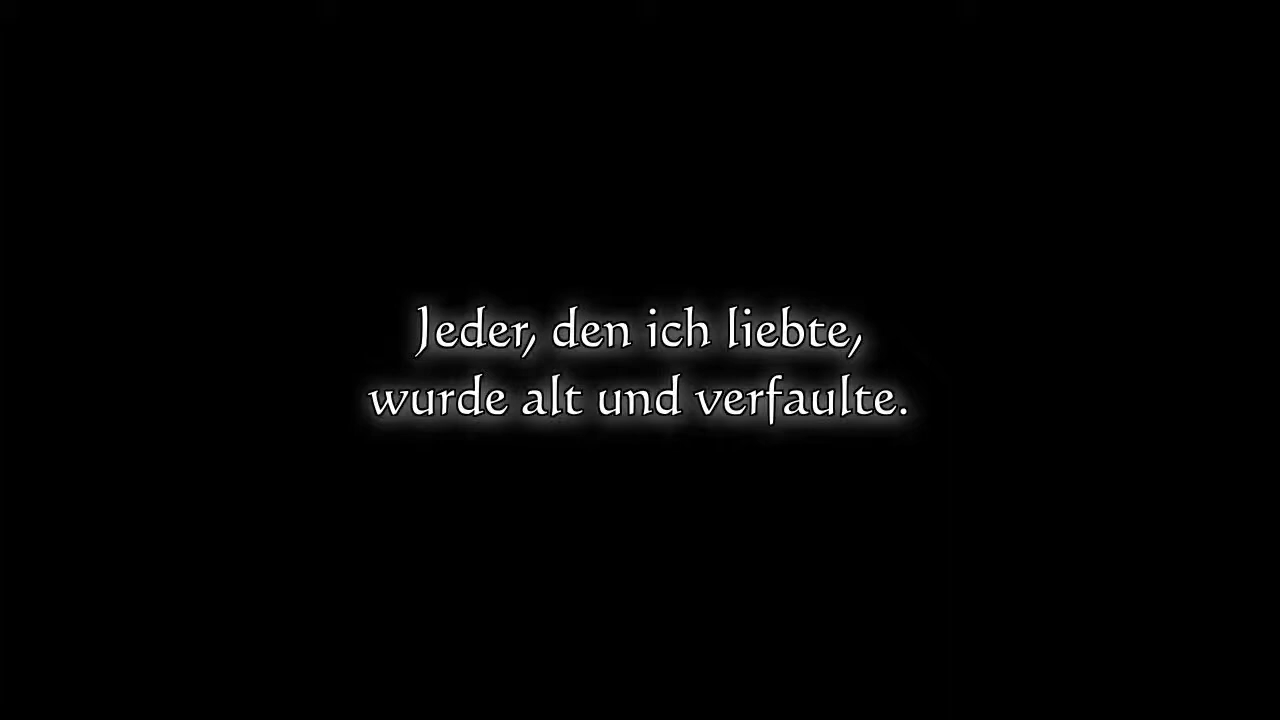 Jeder, den ich liebte,
wurde alt und verfaulte.